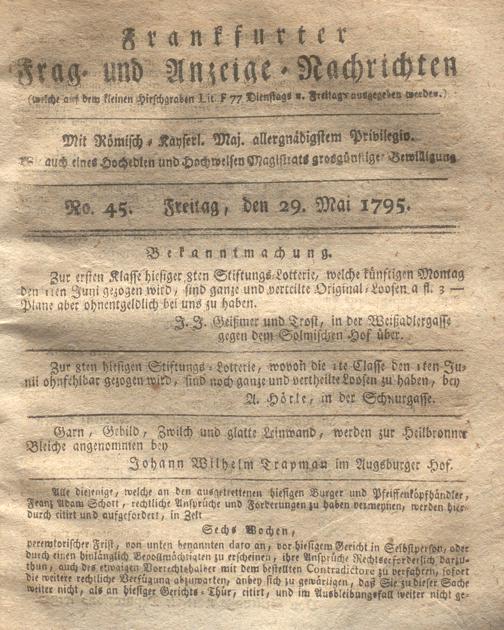 Frankfurter
Frag- und Anzeige-Nachrichten
(welche auf dem kleinen Hirschgraben Lit F 77 Dienstags u. Freitags ausgegeben werden.)
Mit Römisch-Kayserl. Maj. allergnädigstem Privilegio.
auch eines Hochedlen und Hochweisen Magistrats grosgünstige Bewilligung
No. 45. Freitag, den 29. Mai 1795.
Bekanntmachung.
Zur ersten Klasse hiesiger 8ten Stiftungs-Lotterie, welche künftigen Montag
den 1ten Juni gezogen wird, sind ganze und verteilte Original-Loosen a fl. 3 —
Plane aber ohnentgeldlich bei uns zu haben.
J. J. Geißmer und Trost, in der Weißadlergasse
gegen dem Solmischen Hof über.
Zur 8ten hiesigen Stiftungs-Lotterie, wovon die 1te Classe den 1ten Ju-
nii ohnfehlbar gezogen wird, sind noch ganze und vertheilte Loosen zu haben, bey
A. Hörle, in der Schnurgasse.
Garn, Gebild, Zwilch und glatte Leinwand, werden zur Heilbronner
Bleiche angenommen bey
Johann Wilhelm Trapman im Augsburger Hof.
Alle diejenige, welche an den ausgetrettenen hiesigen Burger und Pfeiffenkopfhändler,
Franz Adam Schott, rechtliche Ansprüche und Forderungen zu haben vermeynen, werden hier-
durch citirt und aufgefordert, in Zeit
Sechs Wochen,
peremtorischer Frist, von unten benannten dato an, vor hiesigem Gericht in Selbstperson, oder
durch einen hinlänglich Bevollmächtigten zu erscheinen, ihre Ansprüche Rechtserforderlich darzu-
thun, auch des etwaigen Vorrechtshalber mit dem bestellten Contradictore zu verfahren, sofort
die weitere rechtliche Verfügung abzuwarten, anbey sich zu gewärtigen, daß Sie zu dieser Sache
weiter nicht, als an hiesiger Gerichts-Thür, citirt, und im Ausbleibungsfall weiter nicht ge-